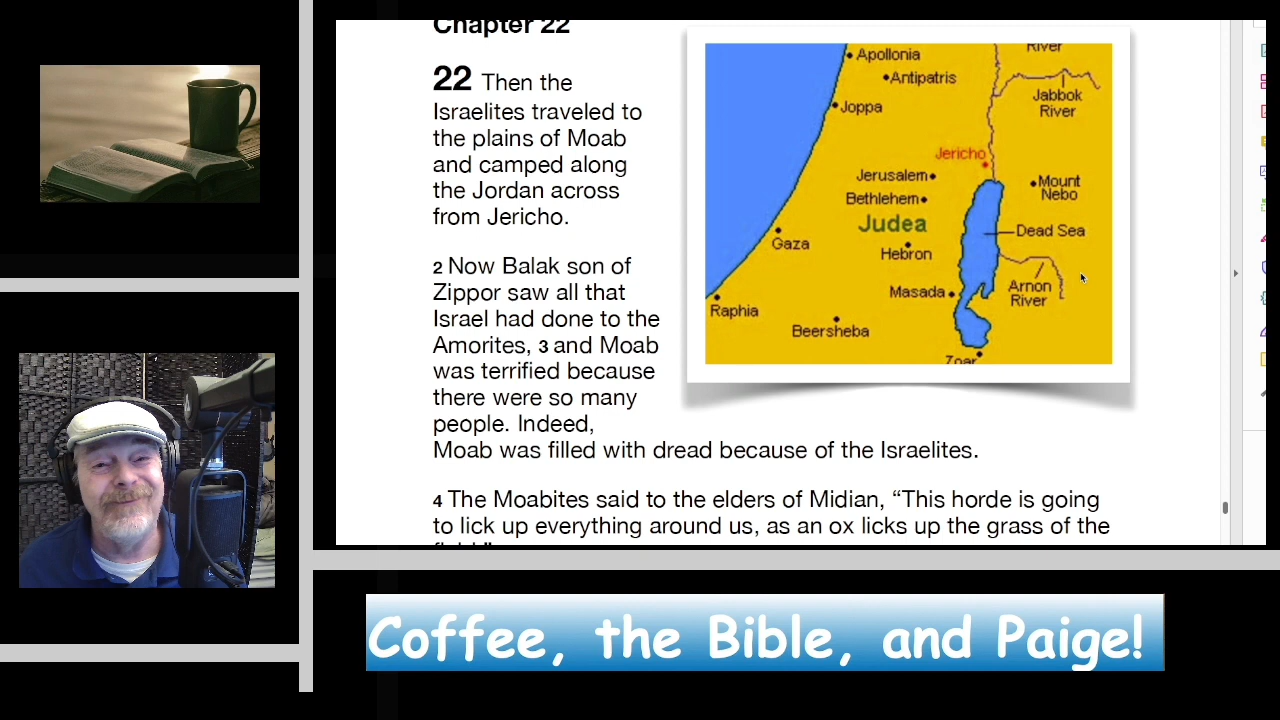 Chapter 22
22 Then the
Israelites traveled to
the plains of Moab
and camped along
the Jordan across
from Jericho.
2 Now Balak son of
Zippor saw all that
Israel had done to the
Amorites, 3 and Moab
was terrified because
there were so many
people. Indeed,
Moab was filled with dread because of the Israelites.
4 The Moabites said to the elders of Midian, “This horde is going
to lick up everything around us, as an ox licks up the grass of the
River
Apollonia
Antipatris
Jabbok
River
Joppa
Jericho
Jerusalem
Mount
Nebo
Bethlehem
Judea
Dead Sea
Gaza
Hebron
Arnon
River
Masada
Raphia
Beersheba
Zoar
Coffee, the Bible, and Paige!